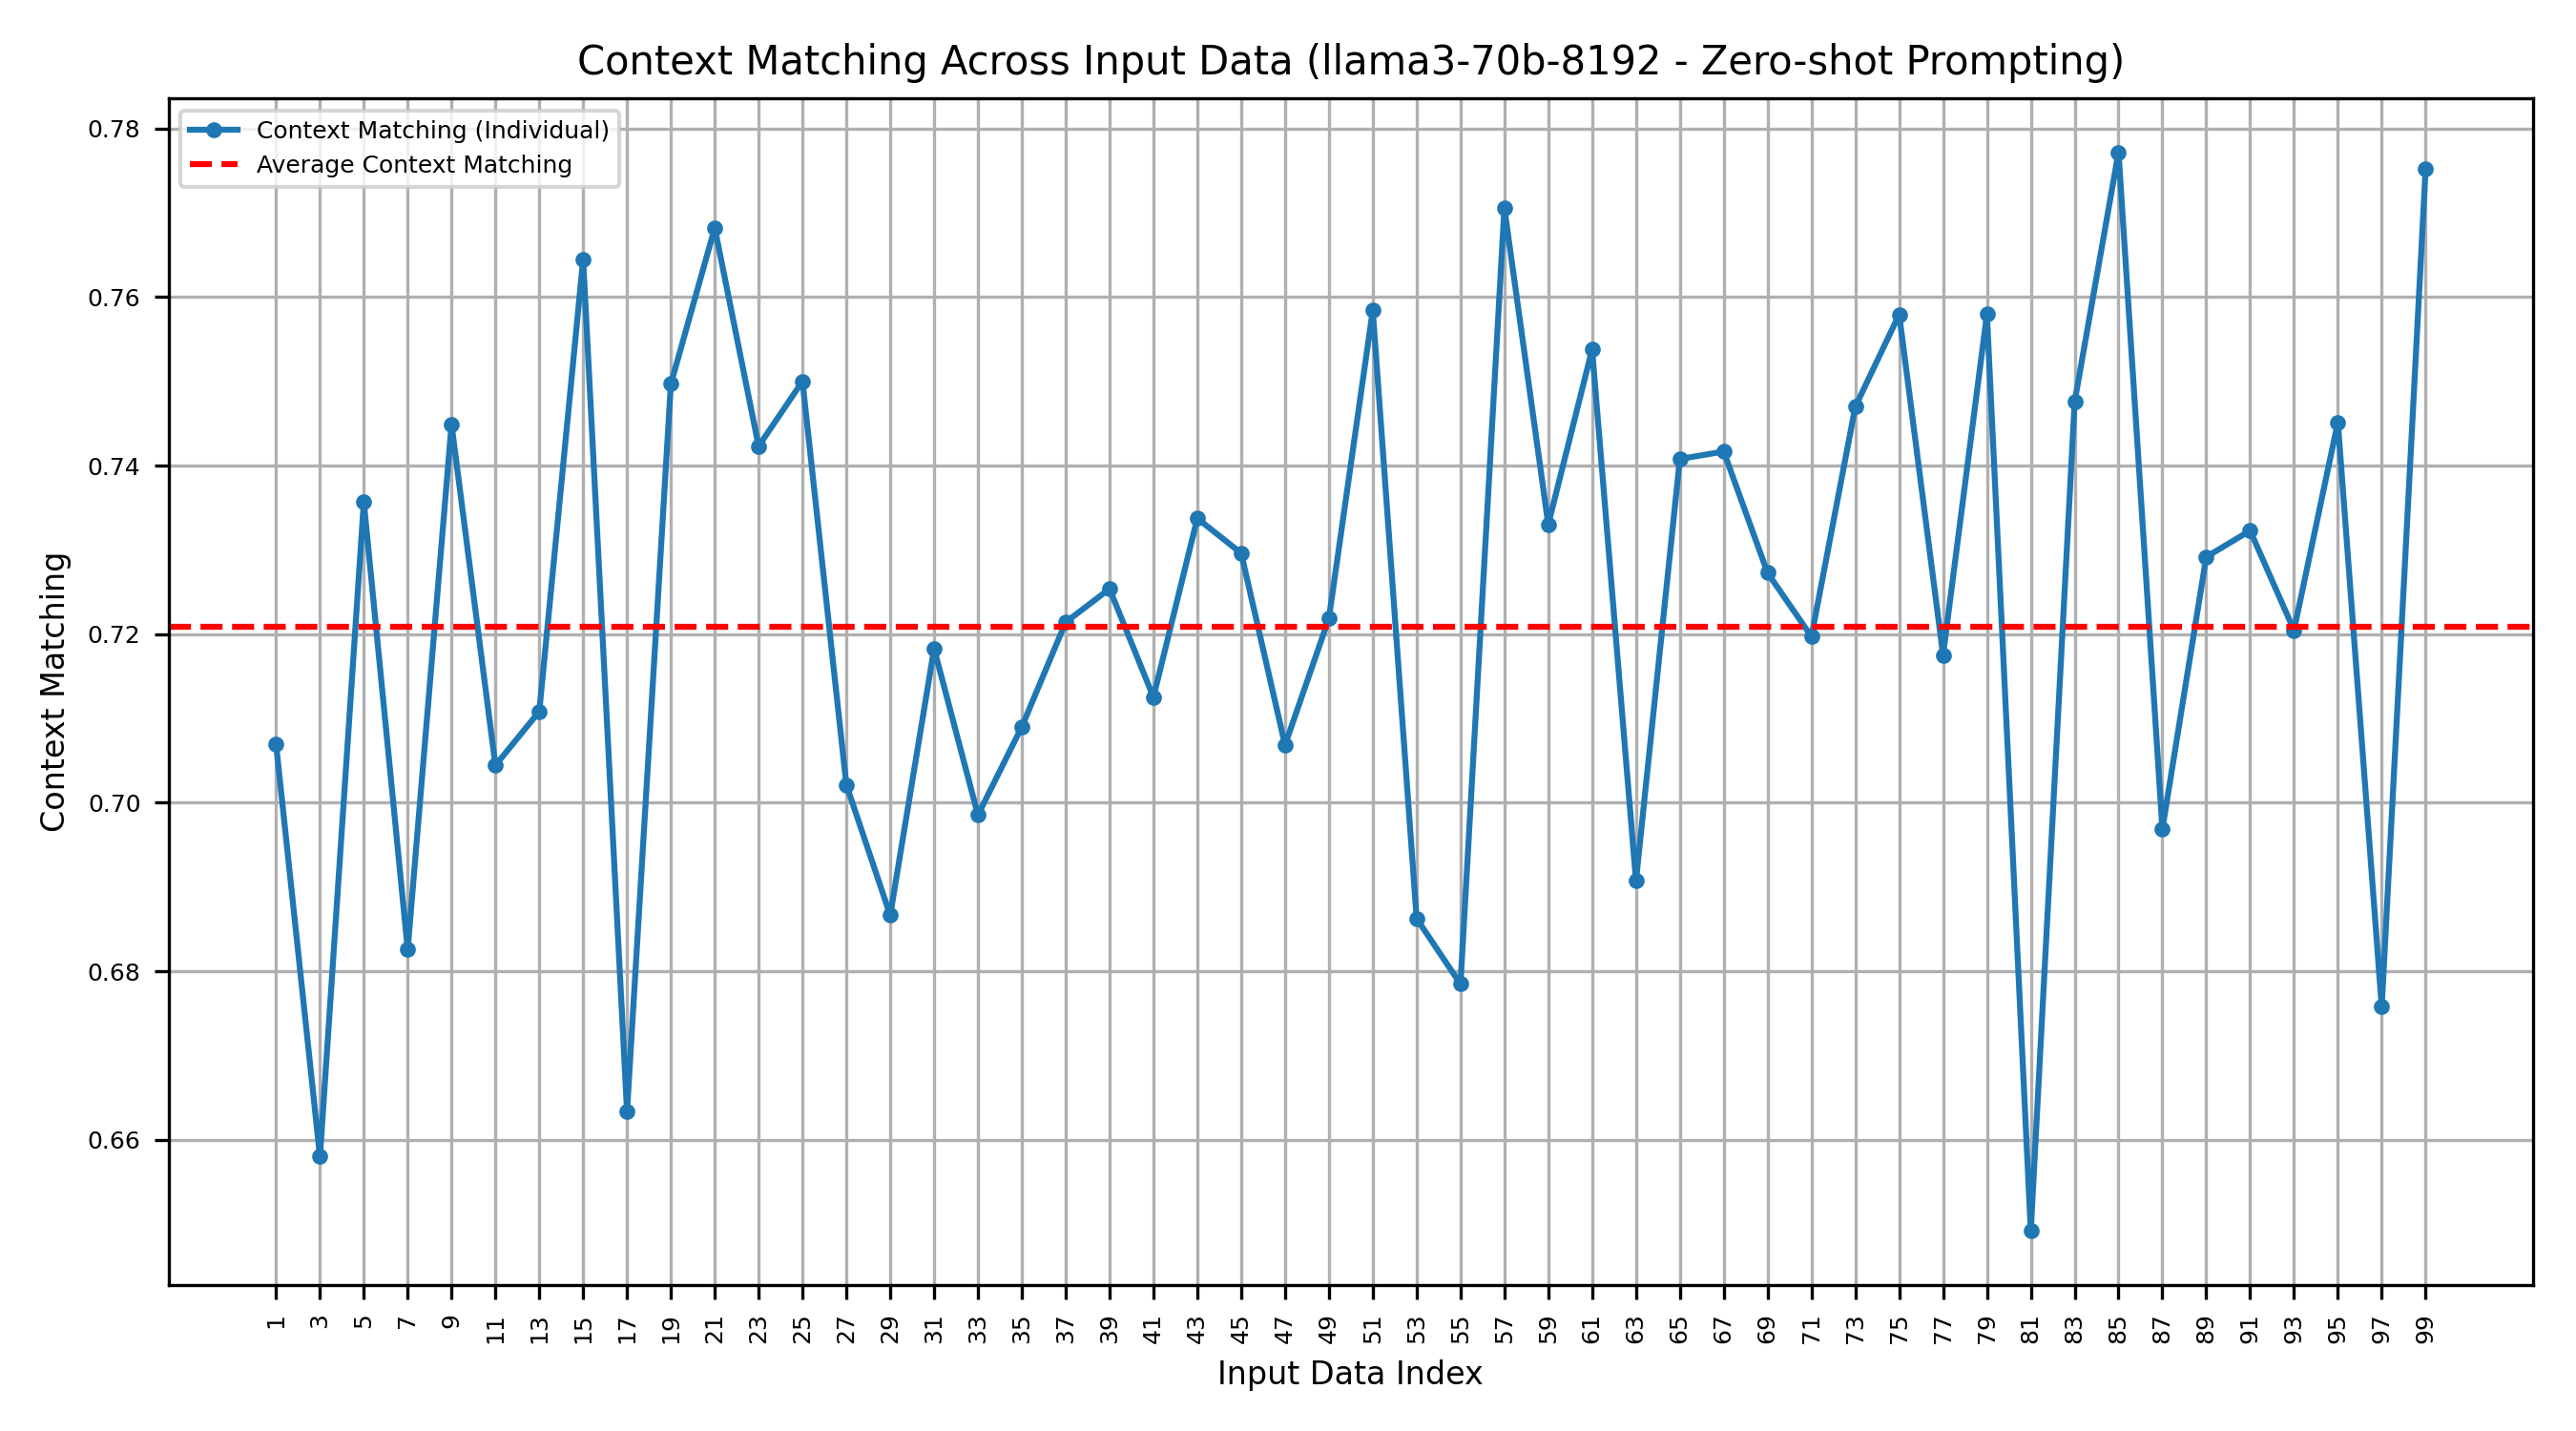 Context Matching Across Input Data (llama3-70b-8192 - Zero-shot Prompting)
Context Matching (Individual)
Average Context Matching
Context Matching
0.78
0.76
0.74
0.72
0.70
0.68
0.66
1 3 5 7 9 11 13 15 17 19 21 23 25 27 29 31 33 35 37 39 41 43 45 47 49 51 53 55 57 59 61 63 65 67 69 71 73 75 77 79 81 83 85 87 89 91 93 95 97 99
Input Data Index